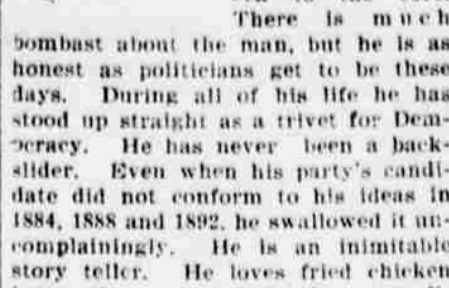 There is much
bombast about the man, but he is as
honest as politicians get to be these
days. During all of his life he has
stood up straight as a trivet for Dem-
ocracy. He has never been a back-
slider. Even when his party's candi-
date did not conform to his ideas in
1884, 1888 and 1892, he swallowed it un-
complainingly. He is an inimitable
story teller. He loves fried chicken